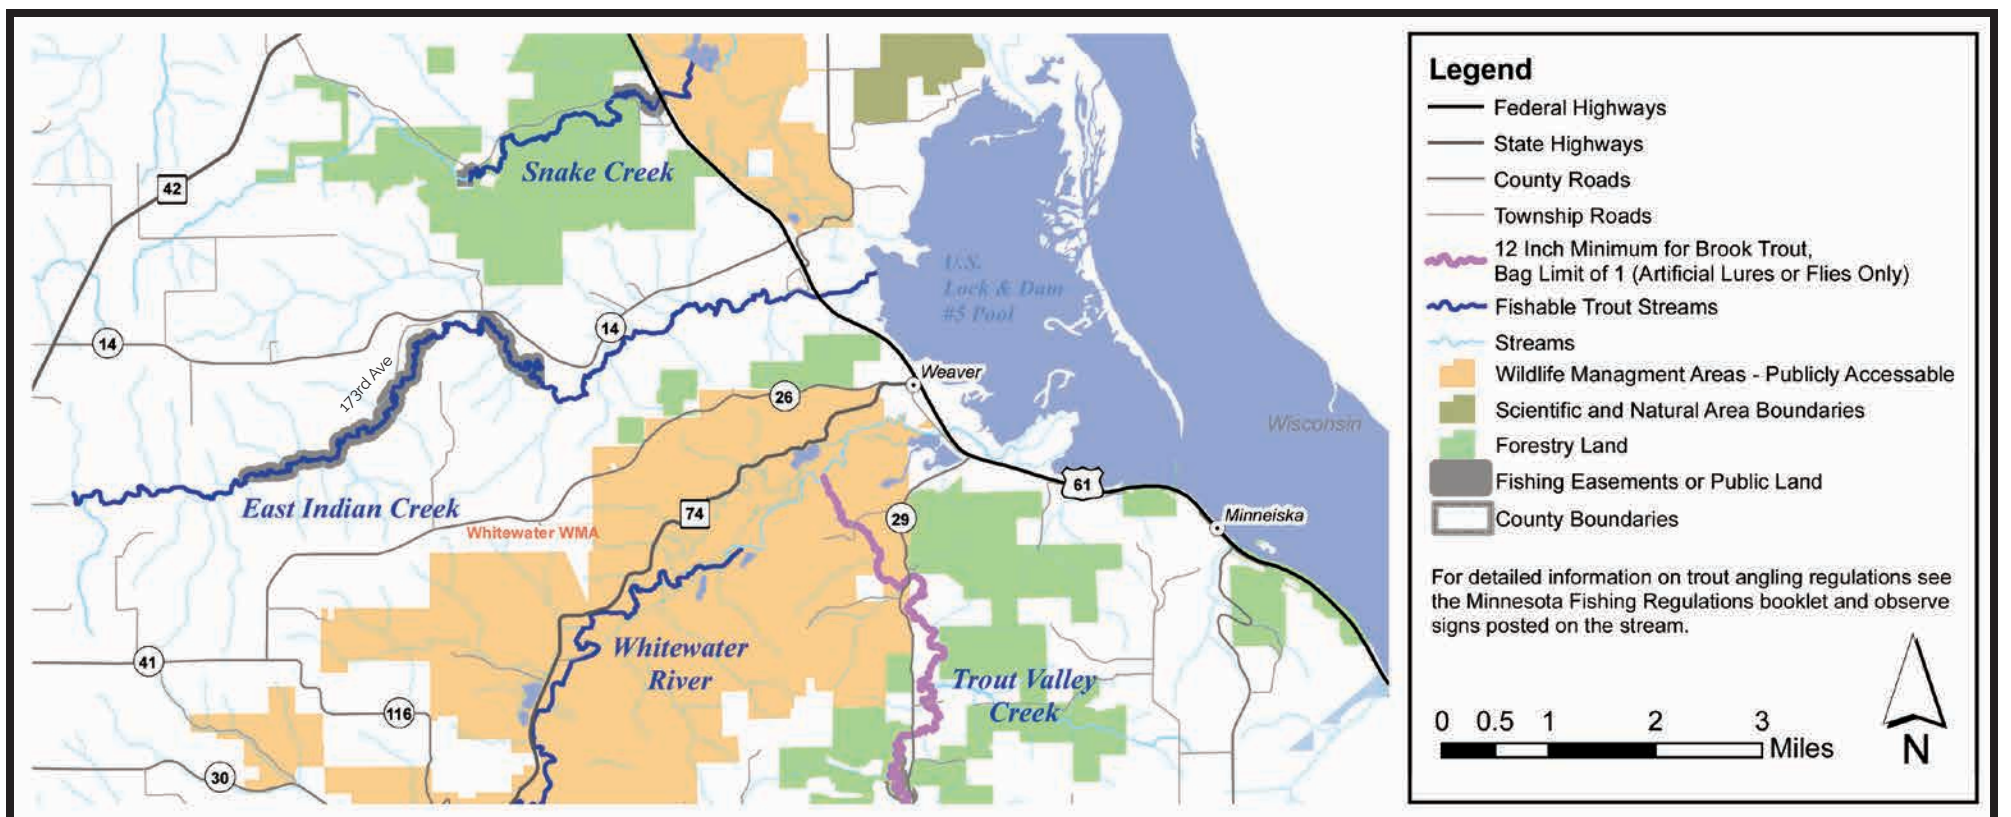 42
Snake Creek
14
14
173rd Ave
U.S.
Lock & Dam
#5 Pool
Weaver
26
Wisconsin
East Indian Creek
Whitewater WMA
74
29
61
Minneiska
Whitewater
River
41
116
30
Trout Valley
Creek
Legend
Federal Highways
State Highways
County Roads
Township Roads
12 Inch Minimum for Brook Trout,
Bag Limit of 1 (Artificial Lures or Flies Only)
Fishable Trout Streams
Streams
Wildlife Managment Areas - Publicly Accessable
Scientific and Natural Area Boundaries
Forestry Land
Fishing Easements or Public Land
County Boundaries
For detailed information on trout angling regulations see
the Minnesota Fishing Regulations booklet and observe
signs posted on the stream.
0 0.5 1 2 3
Miles
N